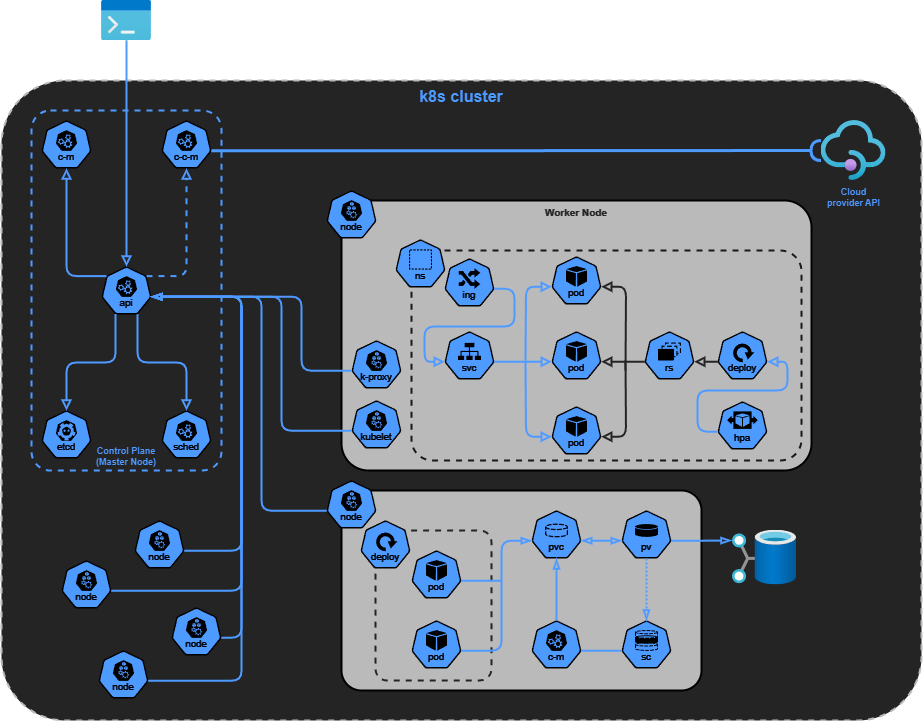 k8s cluster
c-m
c-c-m
Cloud
provider API
node
Worker Node
ns
ing
pod
api
svc
pod
rs
deploy
k-proxy
etcd
sched
kubelet
pod
hpa
Control Plane
(Master Node)
node
node
deploy
pvc
pv
node
pod
node
pod
c-m
sc
node